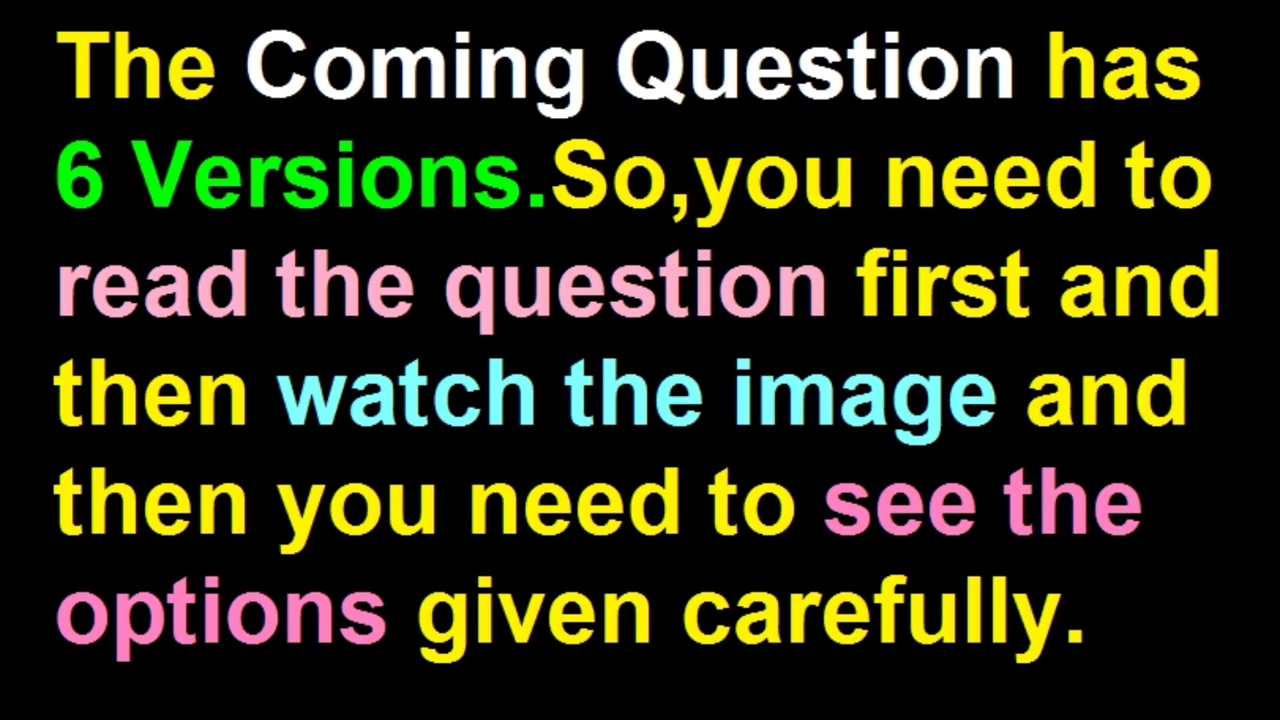 The Coming Question has
6 Versions.So,you need to
read the question first and
then watch the image and
then you need to see the
options given carefully.